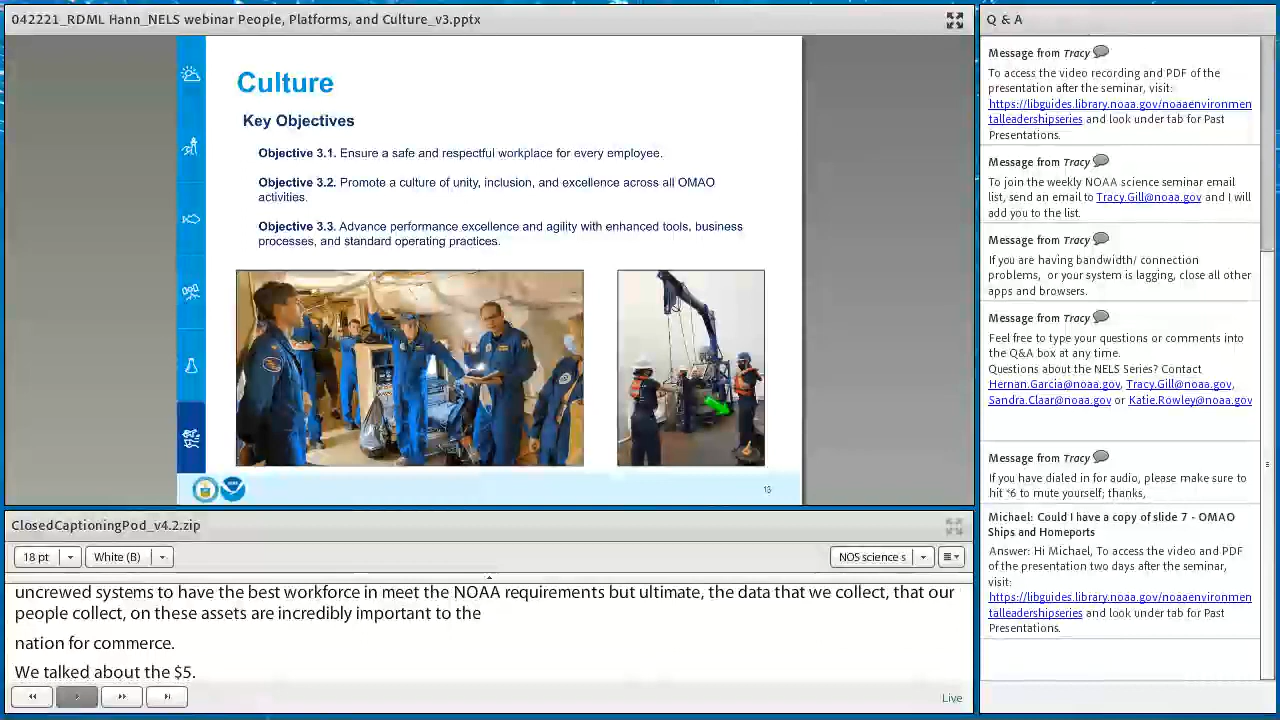 042221_RDML Hann_NELS webinar People, Platforms, and Culture_v3.pptx
Culture
Key Objectives
Objective 3.1. Ensure a safe and respectful workplace for every employee.
Objective 3.2. Promote a culture of unity, inclusion, and excellence across all OMAO
activities.
Objective 3.3. Advance performance excellence and agility with enhanced tools, business
processes, and standard operating practices.
13
ClosedCaptioningPod_v4.2.zip
18 pt
White (B)
NOS science s
uncrewed systems to have the best workforce in meet the NOAA requirements but ultimate, the data that we collect, that our
people collect, on these assets are incredibly important to the
nation for commerce.
We talked about the $5.
Live
Q & A
Message from Tracy
To access the video recording and PDF of the
presentation after the seminar, visit:
https://libguides.library.noaa.gov/noaaenvironmen
talleadershipseries and look under tab for Past
Presentations.
Message from Tracy
To join the weekly NOAA science seminar email
list, send an email to Tracy.Gill@noaa.gov and I will
add you to the list.
Message from Tracy
If you are having bandwidth/ connection
problems, or your system is lagging, close all other
apps and browsers.
Message from Tracy
Feel free to type your questions or comments into
the Q&A box at any time.
Questions about the NELS Series? Contact
Hernan.Garcia@noaa.gov, Tracy.Gill@noaa.gov,
Sandra.Claar@noaa.gov or Katie.Rowley@noaa.gov
Message from Tracy
If you have dialed in for audio, please make sure to
hit *6 to mute yourself; thanks,
Michael: Could I have a copy of slide 7 - OMAO
Ships and Homeports
Answer: Hi Michael, To access the video and PDF
of the presentation two days after the seminar,
visit:
https://libguides.library.noaa.gov/noaaenvironmen
talleadershipseries and look under tab for Past
Presentations.